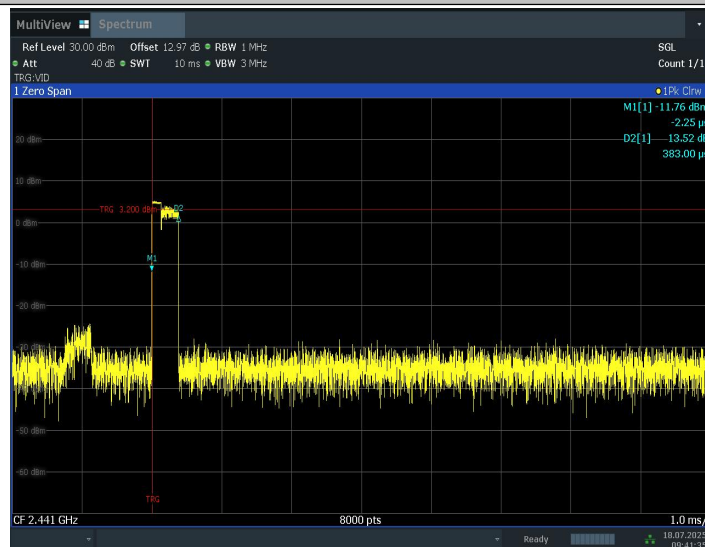 MultiView Spectrum
Ref Level 30.00 dBm Offset 12.97 dB RBW 1 MHz SGL
Att 40 dB SWT 10 ms VBW 3 MHz Count 1/1
TRG:VID
1 Zero Span 1Pk Clrw
M1[1] -11.76 dBm
-2.25 µs
D2[1] 13.52 dB
383.00 µs
20 dBm
10 dBm
TRG 3.200 dBm D2
0 dBm
M1
-10 dBm
-20 dBm
-30 dBm
-50 dBm
-60 dBm
TRG
CF 2.441 GHz 8000 pts 1.0 ms/
Ready 18.07.2025
09:41:35